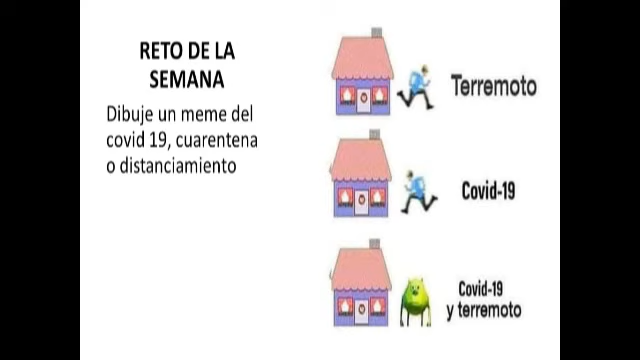 RETO DE LA
SEMANA
Dibuje un meme del
covid 19, cuarentena
o distanciamiento
Terremoto
Covid-19
Covid-19
y terremoto